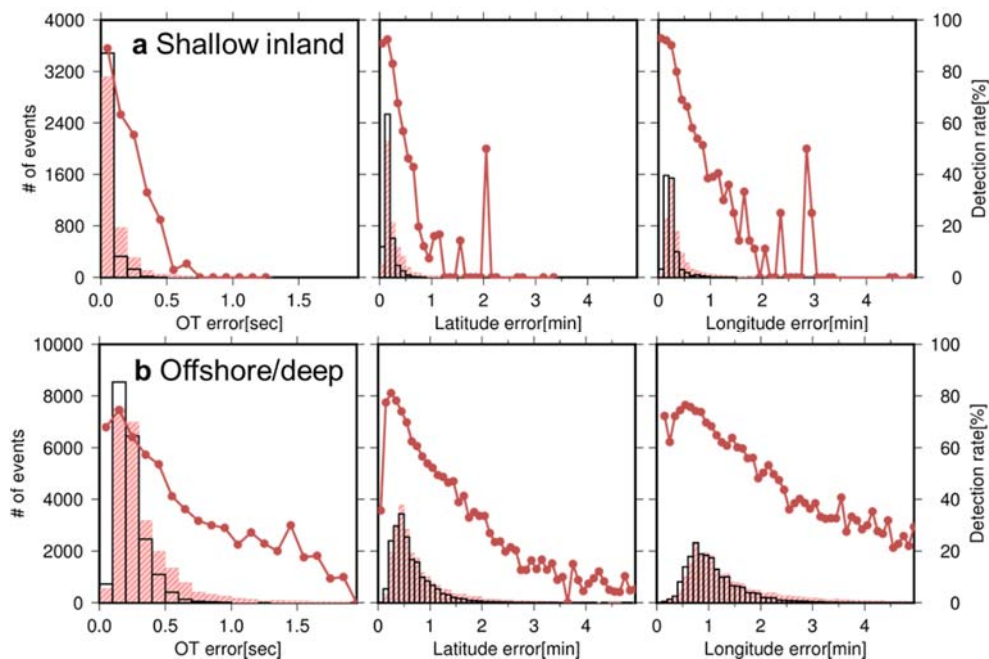 4000
3200
2400
1600
800
0
# of events
a Shallow inland
100
80
60
40
20
0
Detection rate[%]
0.0 0.5 1.0 1.5
OT error[sec]
0 1 2 3 4
Latitude error[min]
0 1 2 3 4
Longitude error[min]
10000
8000
6000
4000
2000
0
# of events
b Offshore/deep
100
80
60
40
20
0
Detection rate[%]
0.0 0.5 1.0 1.5
OT error[sec]
0 1 2 3 4
Latitude error[min]
0 1 2 3 4
Longitude error[min]